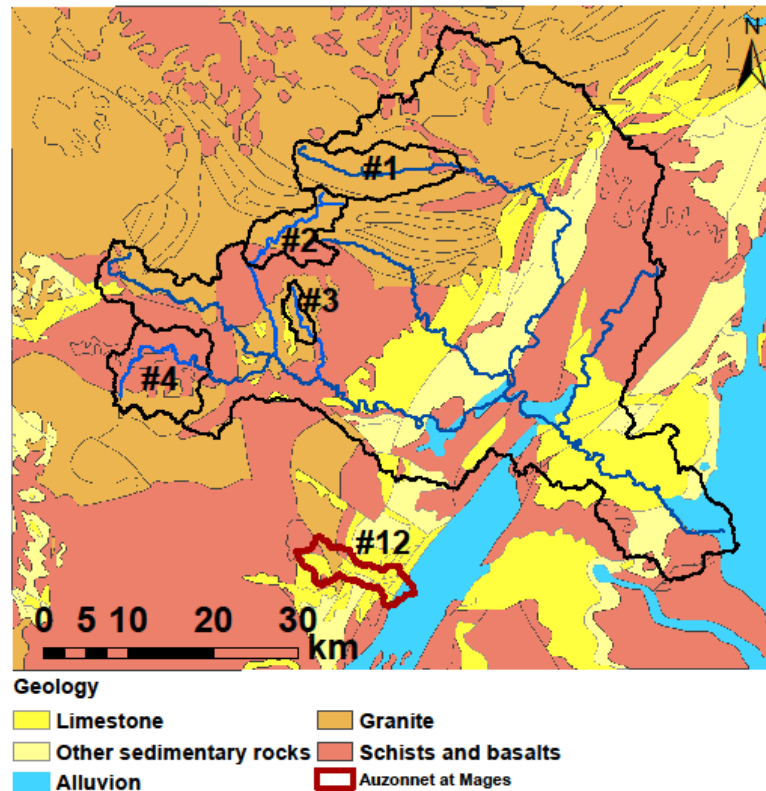 N
#1
#2
#3
#4
#12
0 5 10 20 30
km
Geology
Limestone Granite
Other sedimentary rocks Schists and basalts
Alluvion Auzonnet at Mages